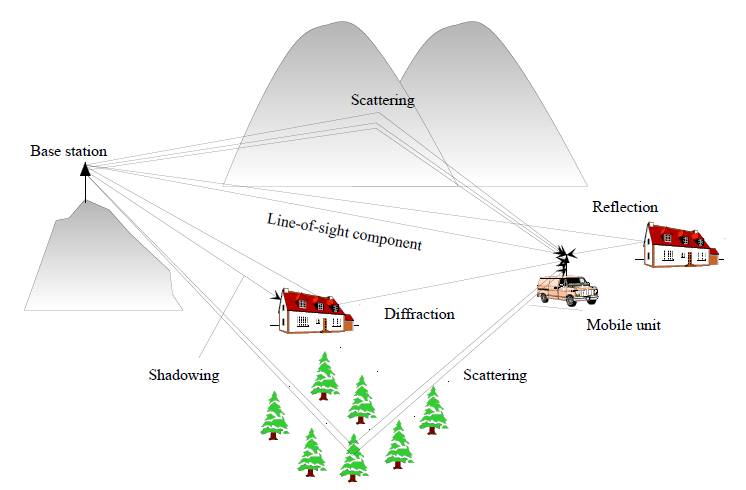 Scattering
Base station
Reflection
Line-of-sight component
Diffraction
Mobile unit
Shadowing
Scattering